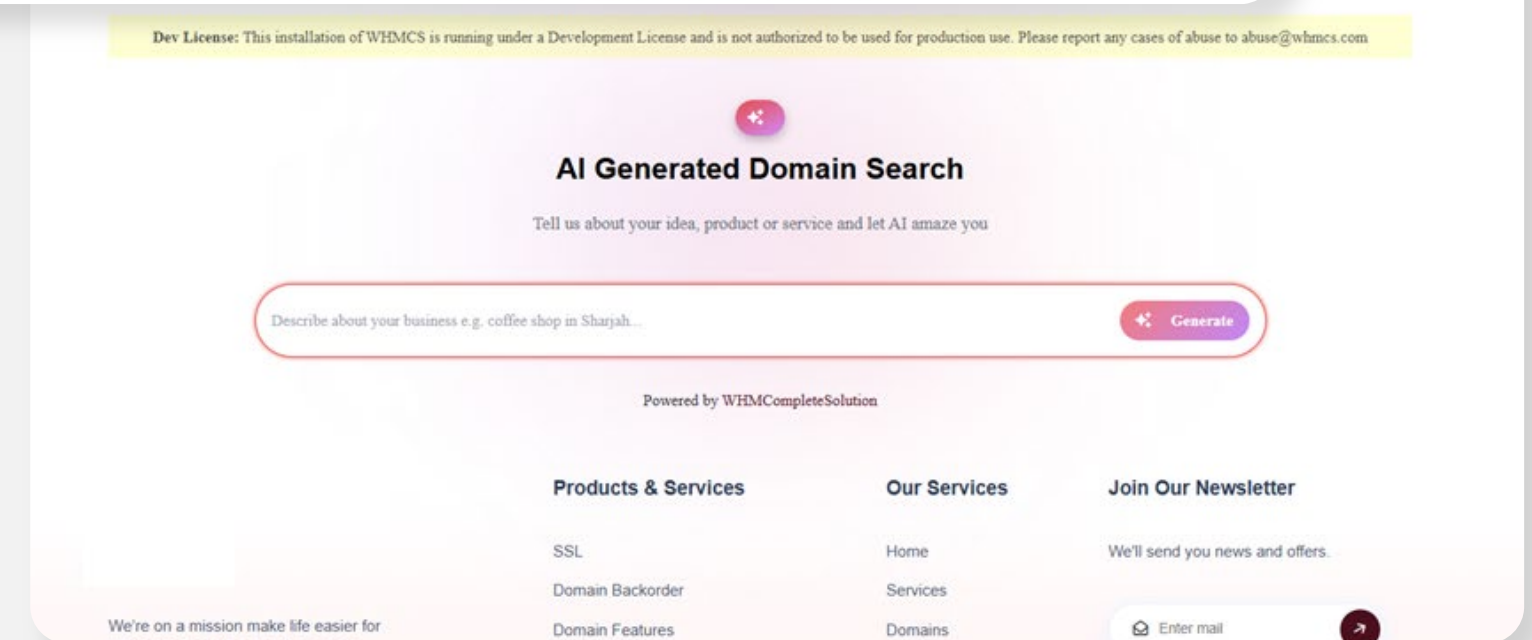 Dev License: This installation of WHMCS is running under a Development License and is not authorized to be used for production use. Please report any cases of abuse to abuse@whmcs.com
AI Generated Domain Search
Tell us about your idea, product or service and let AI amaze you
Describe about your business e.g. coffee shop in Sharjah...
Generate
Powered by WHMCompleteSolution
Products & Services
SSL
Domain Backorder
Domain Features
Our Services
Home
Services
Domains
Join Our Newsletter
We'll send you news and offers.
Enter mail
We're on a mission make life easier for